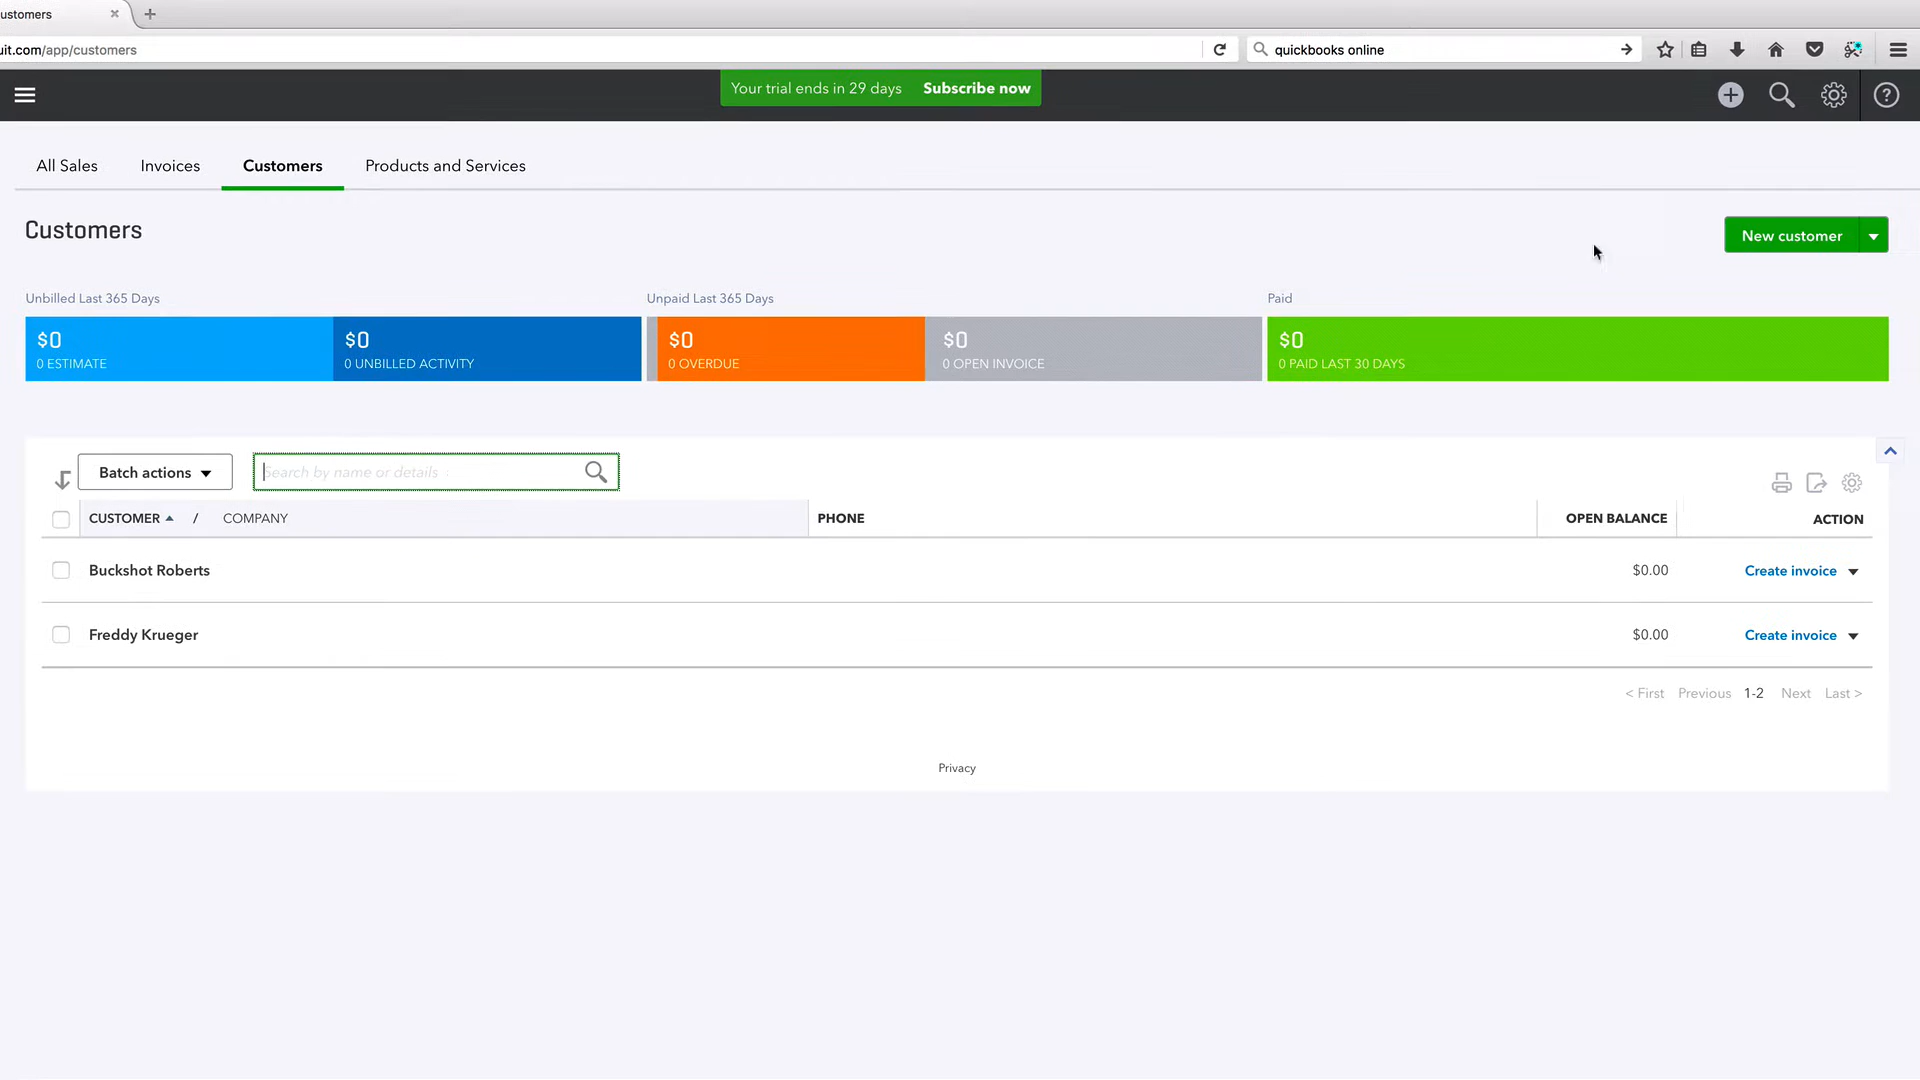 ustomers
uit.com/app/customers
quickbooks online
Your trial ends in 29 days Subscribe now
All Sales Invoices Customers Products and Services
Customers
New customer
Unbilled Last 365 Days Unpaid Last 365 Days Paid
$0 $0 $0 $0 $0
0 ESTIMATE 0 UNBILLED ACTIVITY 0 OVERDUE 0 OPEN INVOICE 0 PAID LAST 30 DAYS
Batch actions Search by name or details
CUSTOMER / COMPANY PHONE OPEN BALANCE ACTION
Buckshot Roberts $0.00 Create invoice
Freddy Krueger $0.00 Create invoice
< First Previous 1-2 Next Last >
Privacy